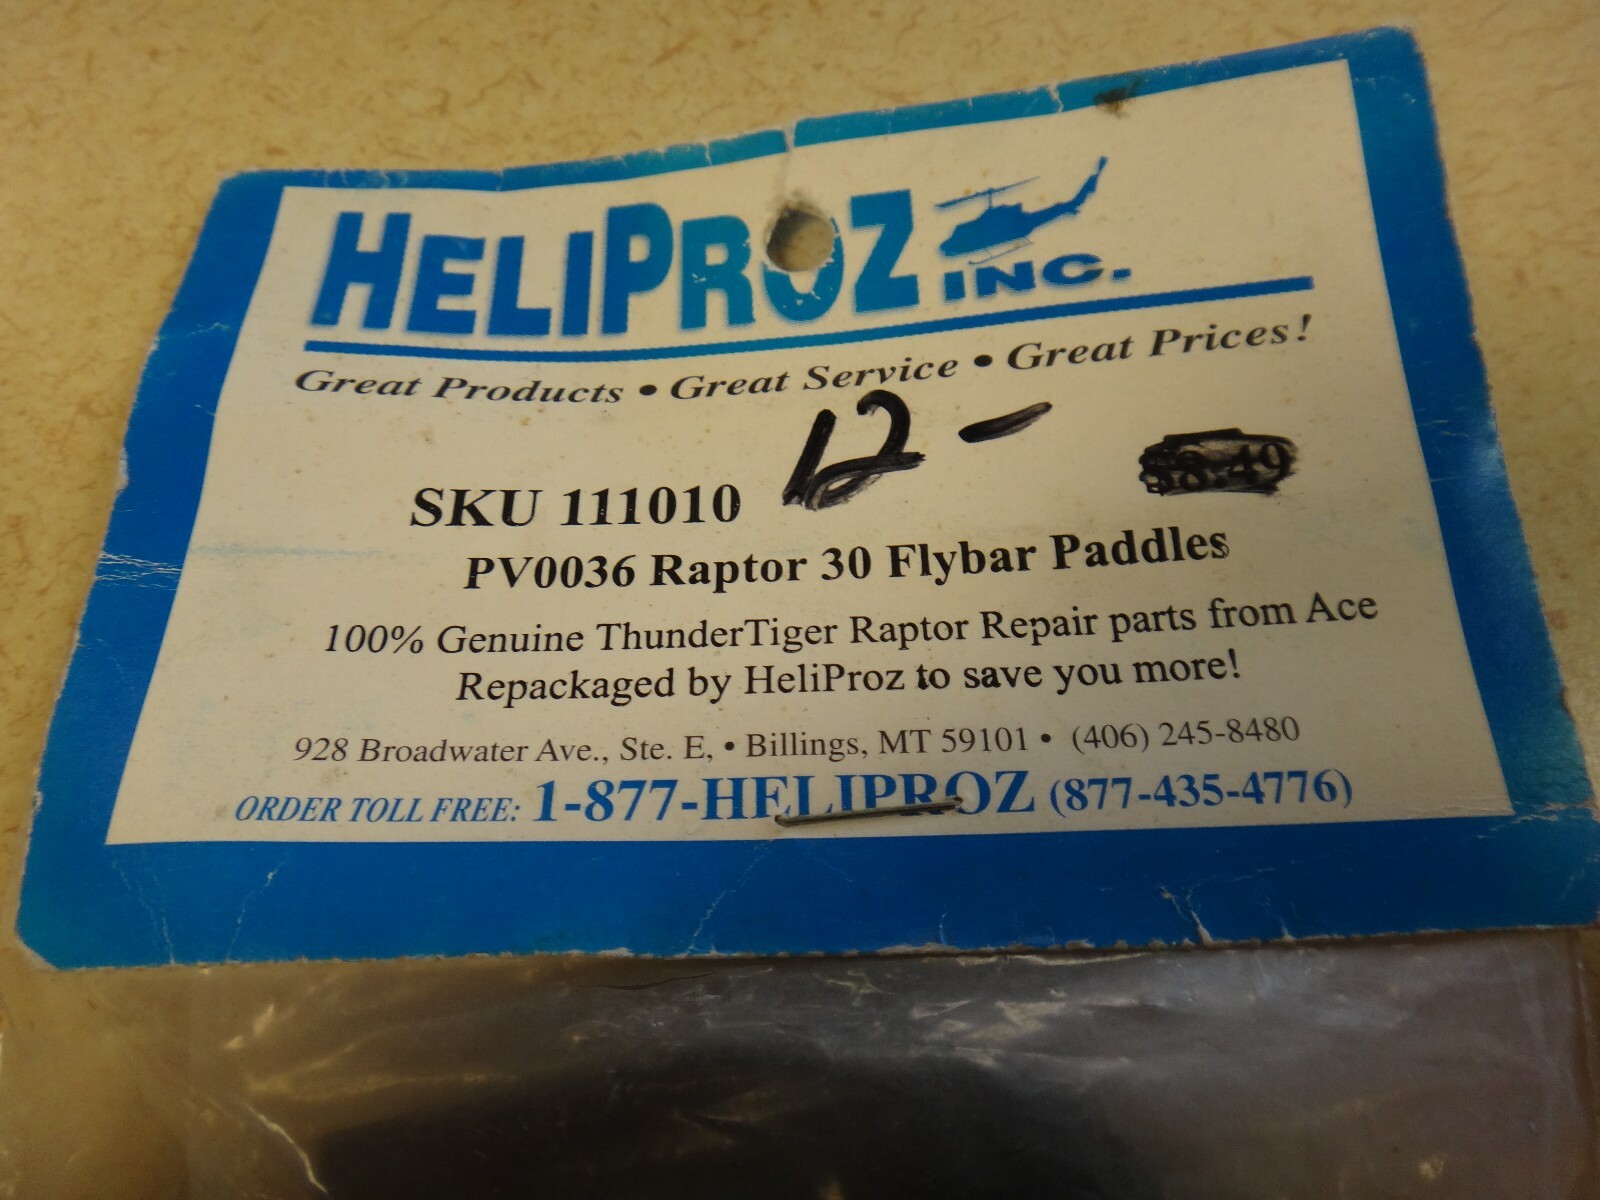 HELIPROZ INC.
Great Products • Great Service • Great Prices!
12 –
$8.49
SKU 111010
PV0036 Raptor 30 Flybar Paddles
100% Genuine ThunderTiger Raptor Repair parts from Ace
Repackaged by HeliProz to save you more!
928 Broadwater Ave., Ste. E, • Billings, MT 59101 • (406) 245-8480
ORDER TOLL FREE: 1-877-HELIPROZ (877-435-4776)